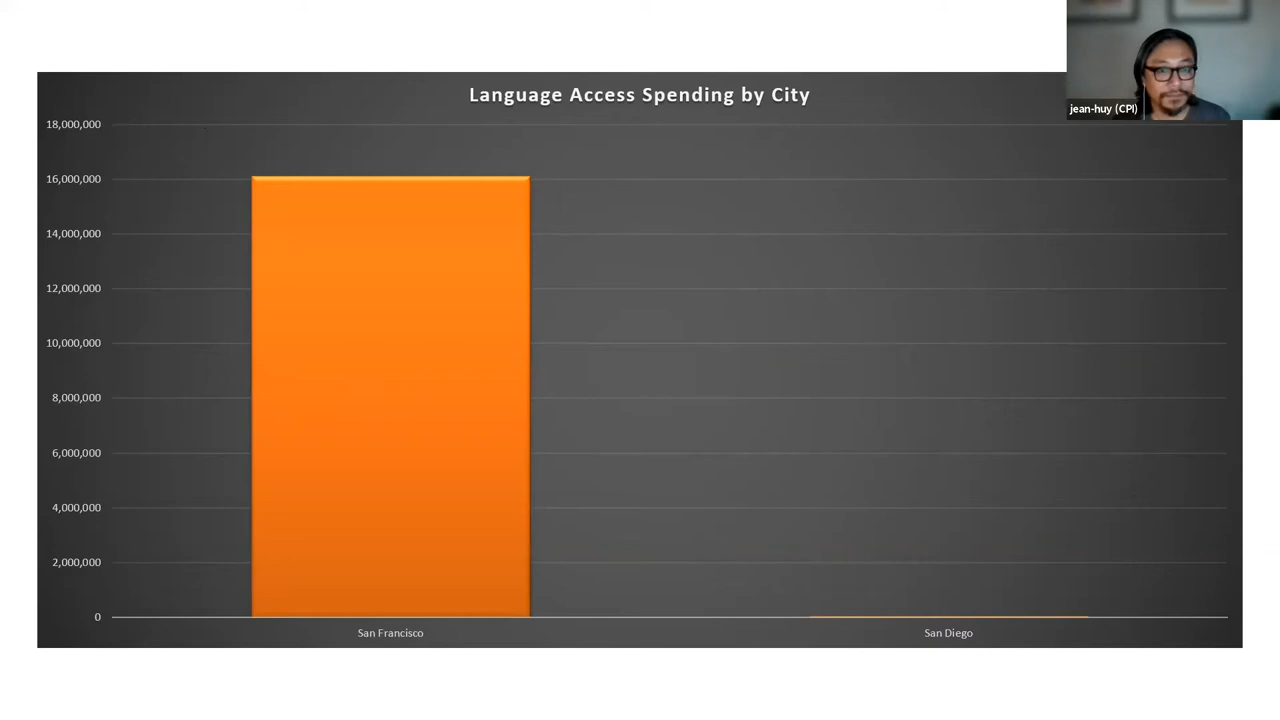 Language Access Spending by City
jean-huy (CPI)
18,000,000
16,000,000
14,000,000
12,000,000
10,000,000
8,000,000
6,000,000
4,000,000
2,000,000
0
San Francisco
San Diego